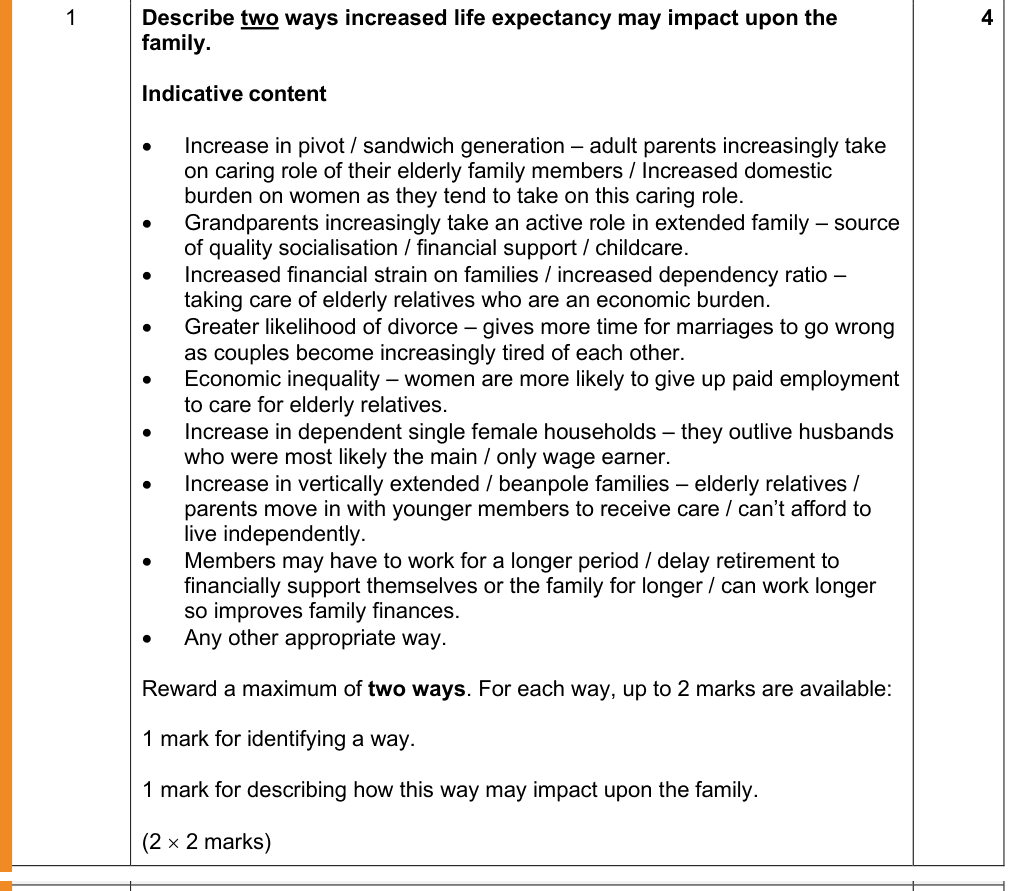 1
Describe two ways increased life expectancy may impact upon the
family.
4
Indicative content
• Increase in pivot / sandwich generation – adult parents increasingly take
on caring role of their elderly family members / Increased domestic
burden on women as they tend to take on this caring role.
• Grandparents increasingly take an active role in extended family – source
of quality socialisation / financial support / childcare.
• Increased financial strain on families / increased dependency ratio –
taking care of elderly relatives who are an economic burden.
• Greater likelihood of divorce – gives more time for marriages to go wrong
as couples become increasingly tired of each other.
• Economic inequality – women are more likely to give up paid employment
to care for elderly relatives.
• Increase in dependent single female households – they outlive husbands
who were most likely the main / only wage earner.
• Increase in vertically extended / beanpole families – elderly relatives /
parents move in with younger members to receive care / can’t afford to
live independently.
• Members may have to work for a longer period / delay retirement to
financially support themselves or the family for longer / can work longer
so improves family finances.
• Any other appropriate way.
Reward a maximum of two ways. For each way, up to 2 marks are available:
1 mark for identifying a way.
1 mark for describing how this way may impact upon the family.
(2 × 2 marks)